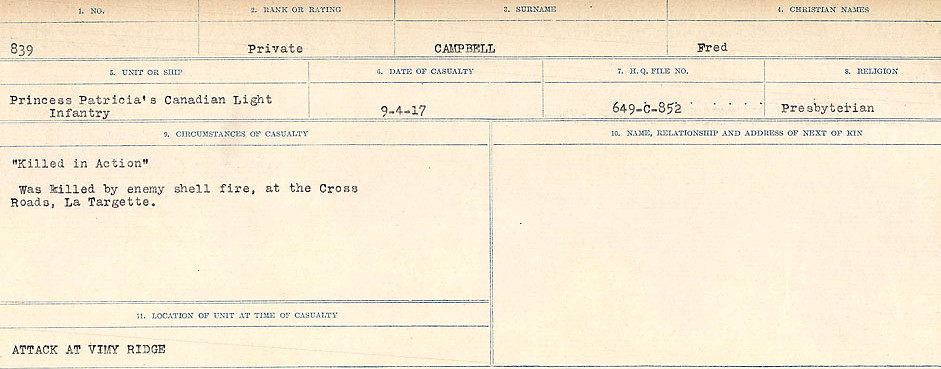 1. NO. 2. RANK OR RATING 3. SURNAME 4. CHRISTIAN NAMES
839 Private CAMPBELL Fred
5. UNIT OR SHIP 6. DATE OF CASUALTY 7. H. Q. FILE NO. 8. RELIGION
Princess Patricia's Canadian Light
Infantry 9-4-17 649-C-852 Presbyterian
9. CIRCUMSTANCES OF CASUALTY 10. NAME, RELATIONSHIP AND ADDRESS OF NEXT OF KIN
"Killed in Action"
Was killed by enemy shell fire, at the Cross
Roads, La Targette.
11. LOCATION OF UNIT AT TIME OF CASUALTY
ATTACK AT VIMY RIDGE